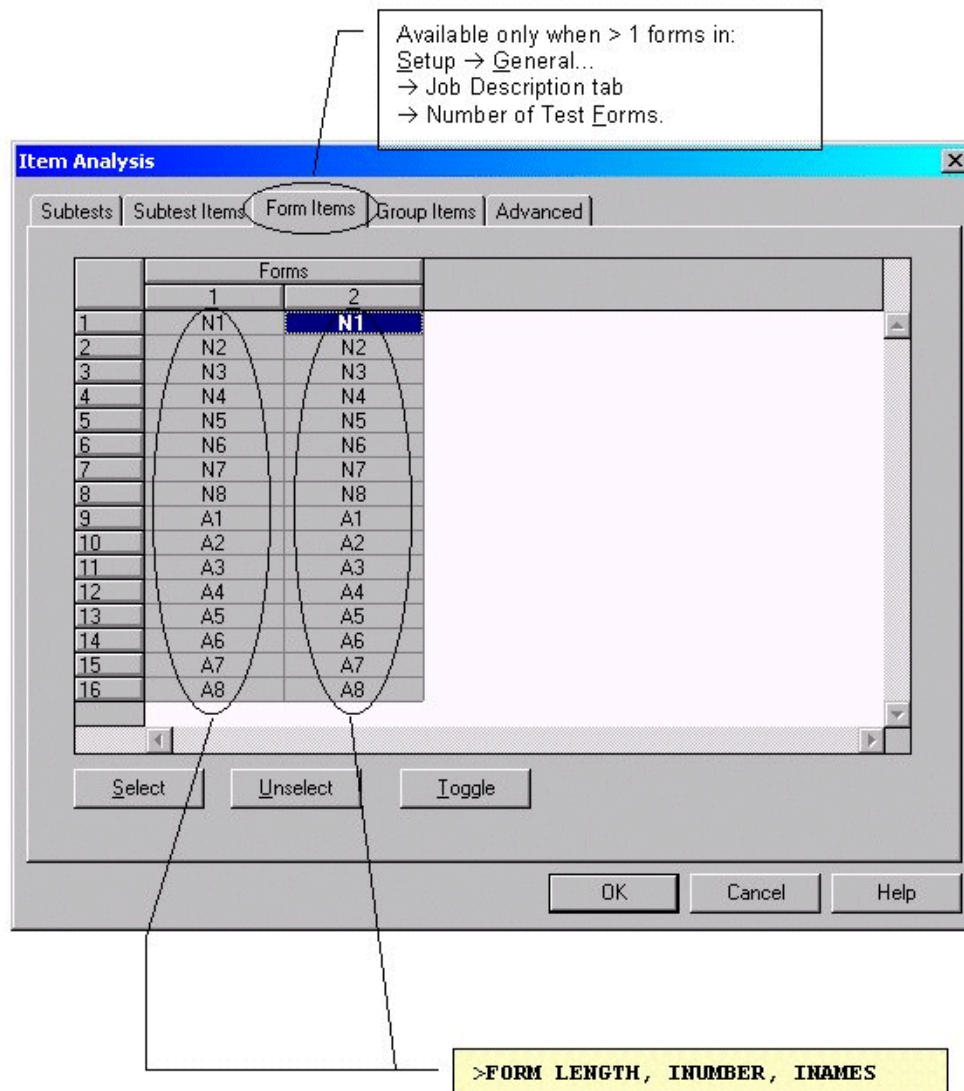 Available only when > 1 forms in:
Setup → General...
→ Job Description tab
→ Number of Test Forms.
Item Analysis
Subtests Subtest Items Form Items Group Items Advanced
Forms
1 2
1 N1 N1
2 N2 N2
3 N3 N3
4 N4 N4
5 N5 N5
6 N6 N6
7 N7 N7
8 N8 N8
9 A1 A1
10 A2 A2
11 A3 A3
12 A4 A4
13 A5 A5
14 A6 A6
15 A7 A7
16 A8 A8
Select Unselect Toggle
OK Cancel Help
>FORM LENGTH, INUMBER, INAMES